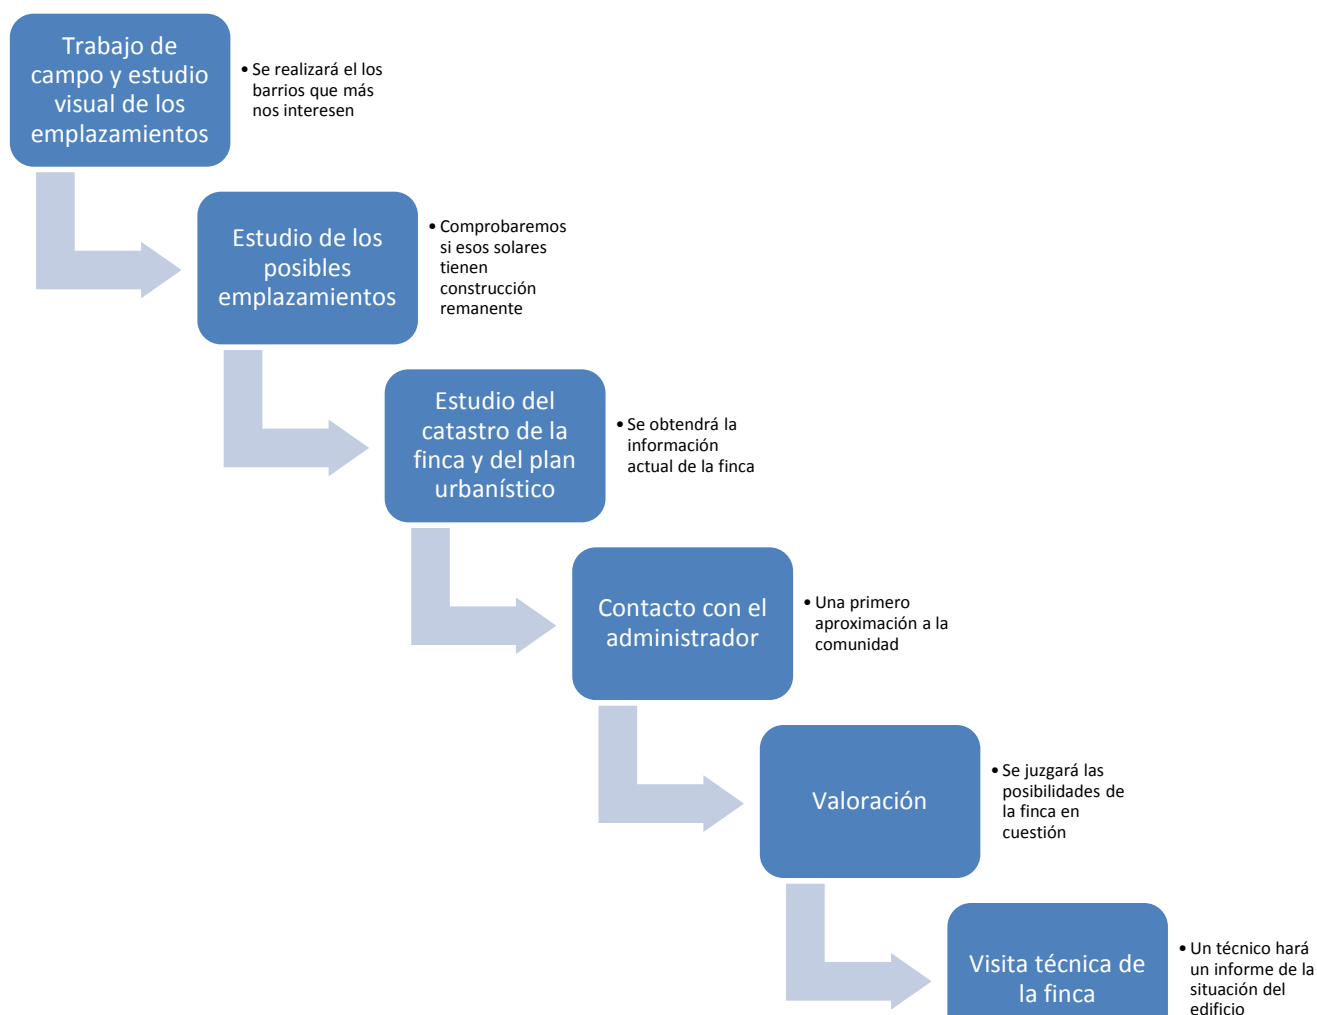 Trabajo de
campo y estudio
visual de los
emplazamientos
• Se realizará el los
barrios que más
nos interesen
Estudio de los
posibles
emplazamientos
• Comprobaremos
si esos solares
tienen
construcción
remanente
Estudio del
catastro de la
finca y del plan
urbanístico
• Se obtendrá la
información
actual de la finca
Contacto con el
administrador
• Una primero
aproximación a la
comunidad
Valoración
• Se juzgará las
posibilidades de
la finca en
cuestión
Visita técnica de
la finca
• Un técnico hará
un informe de la
situación del
edificio